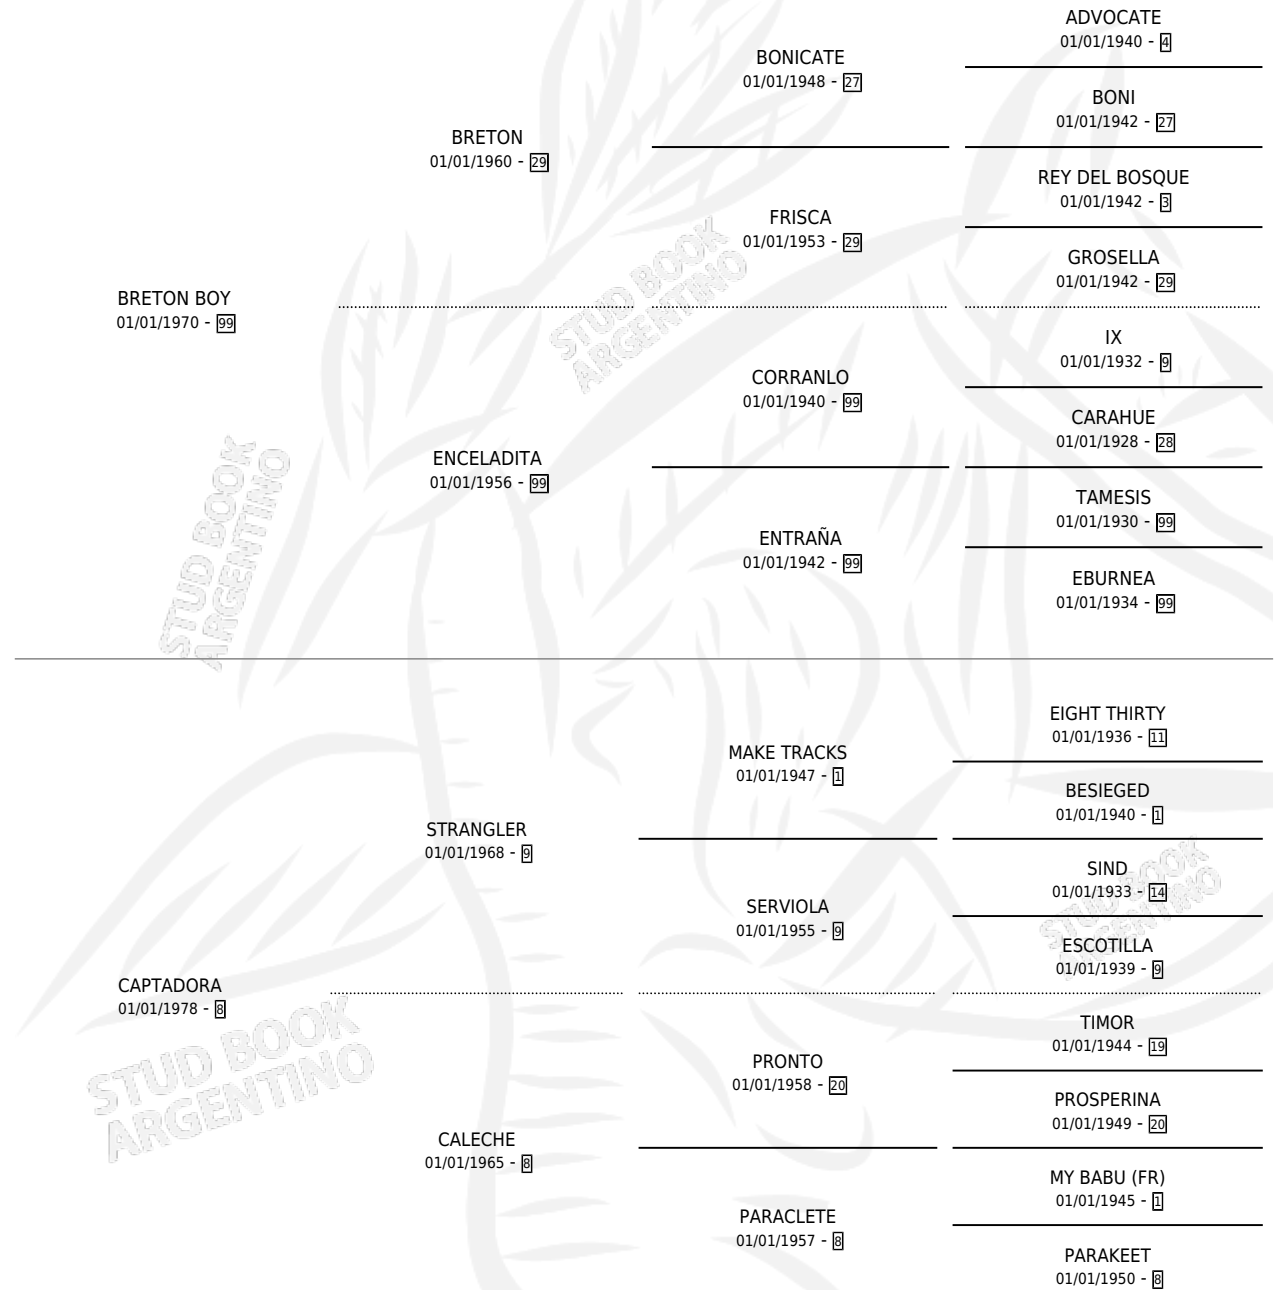 ADVOCATE
01/01/1940 - 4
BONICATE
01/01/1948 - 27
BONI
01/01/1942 - 27
BRETON
01/01/1960 - 29
REY DEL BOSQUE
01/01/1942 - 3
FRISCA
01/01/1953 - 29
GROSELLA
01/01/1942 - 29
BRETON BOY
01/01/1970 - 99
IX
01/01/1932 - 9
CORRANLO
01/01/1940 - 99
CARAHUE
01/01/1928 - 28
ENCELADITA
01/01/1956 - 99
TAMESIS
01/01/1930 - 99
ENTRAÑA
01/01/1942 - 99
EBURNEA
01/01/1934 - 99
EIGHT THIRTY
01/01/1936 - 11
MAKE TRACKS
01/01/1947 - 1
BESIEGED
01/01/1940 - 1
STRANGLER
01/01/1968 - 9
SIND
01/01/1933 - 14
SERVIOLA
01/01/1955 - 9
ESCOTILLA
01/01/1939 - 9
CAPTADORA
01/01/1978 - 8
TIMOR
01/01/1944 - 19
PRONTO
01/01/1958 - 20
PROSPERINA
01/01/1949 - 20
CALECHE
01/01/1965 - 8
MY BABU (FR)
01/01/1945 - 1
PARACLETE
01/01/1957 - 8
PARAKEET
01/01/1950 - 8
STUD BOOK
ARGENTINO
STUD BOOK
ARGENTINO
STUD BOOK
ARGENTINO
STUD BOOK
ARGENTINO